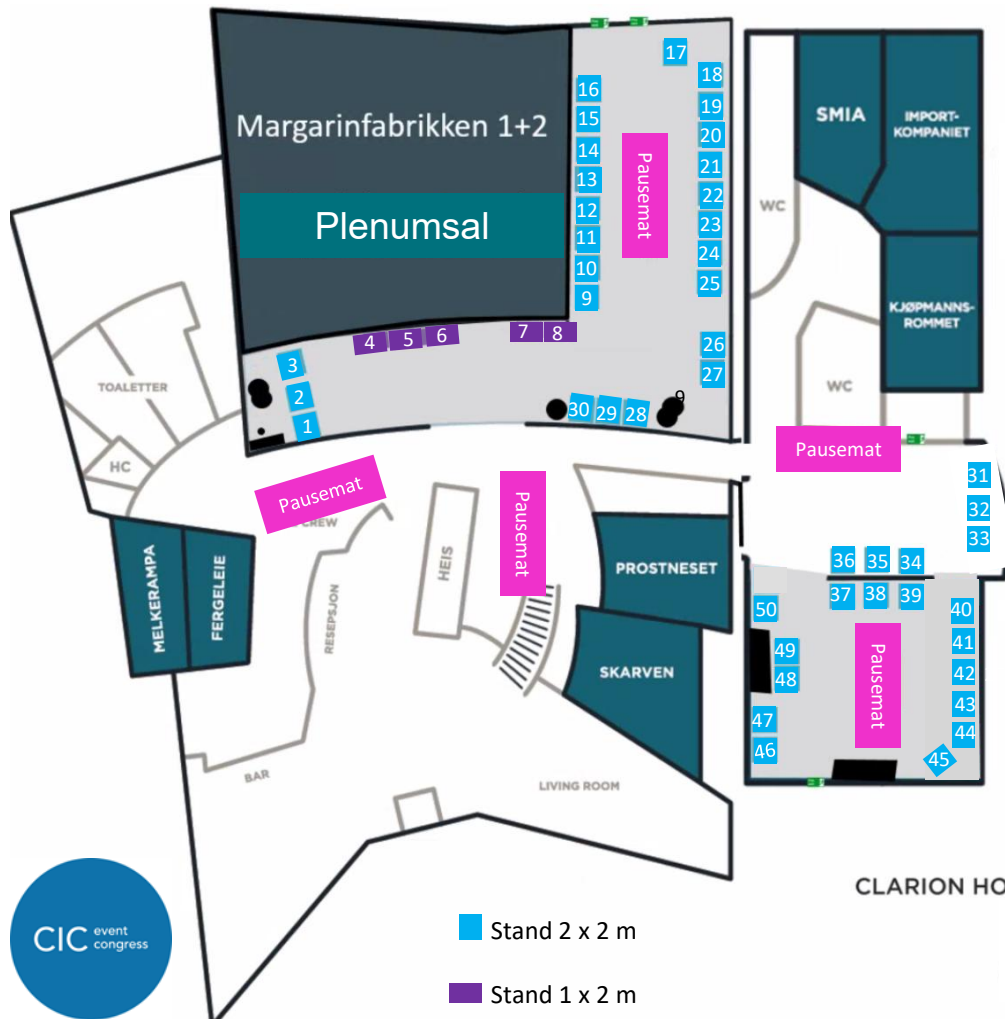 17
16
18
15
19
SMIA
IMPORT-
KOMPANIET
Margarinfabrikken 1+2
14
Pausemat
20
13
21
Plenumsal
12
22
WC
11
23
10
24
9
25
KJØPMANNS-
ROMMET
4
5
6
7
8
26
3
27
WC
TOALETTER
2
30
29
28
9
1
HC
Pausemat
Pausemat
Pausemat
31
CREW
32
33
MELKERAMPA
FERGELEIE
RESEPSJON
HEIS
PROSTNESET
36
35
34
37
38
39
50
40
SKARVEN
49
Pausemat
41
48
42
47
43
46
44
45
BAR
LIVING ROOM
CLARION HO
CIC event
congress
Stand 2 x 2 m
Stand 1 x 2 m